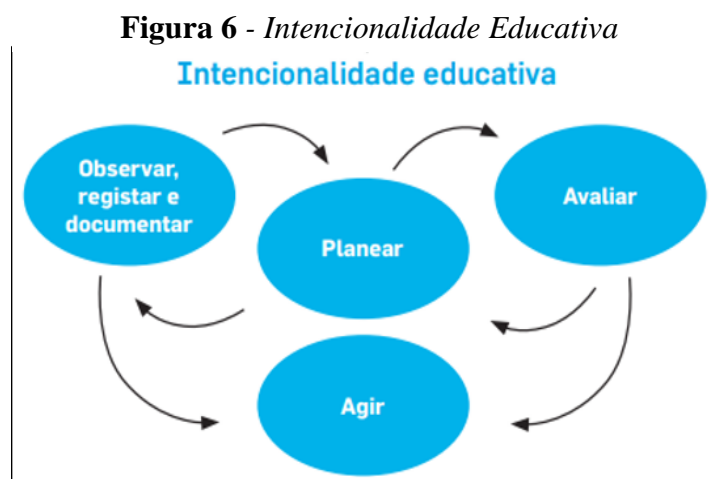 Figura 6 - Intencionalidade Educativa
Intencionalidade educativa
Observar,
registar e
documentar
Planear
Avaliar
Agir